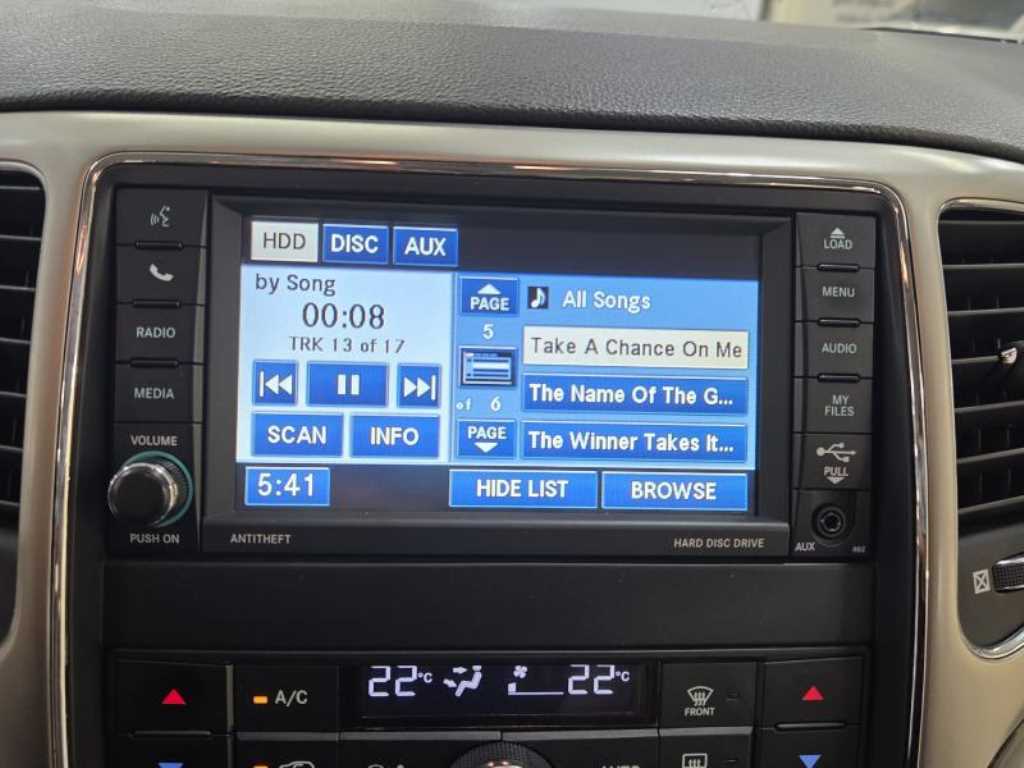 HDD DISC AUX
LOAD
by Song
PAGE
All Songs
MENU
00:08
5
RADIO
TRK 13 of 17
Take A Chance On Me
AUDIO
MEDIA
The Name Of The G...
MY
FILES
of 6
VOLUME
SCAN INFO
PAGE
The Winner Takes It...
PULL
5:41
HIDE LIST
BROWSE
PUSH ON
ANTITHEFT
HARD DISC DRIVE
AUX
22°C
22°C
A/C
FRONT